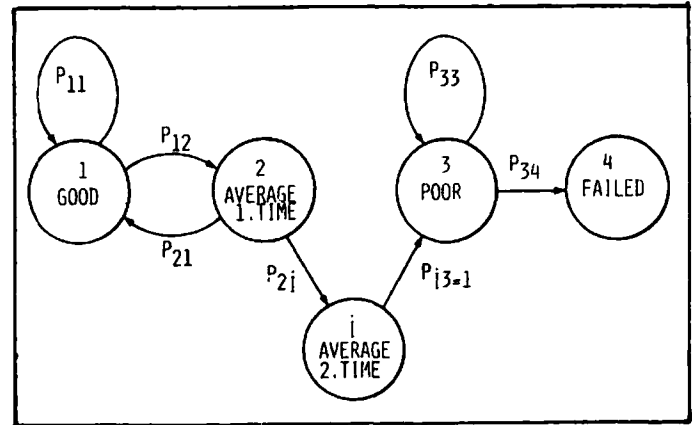 P11
P33
P12
P34
1
GOOD
2
AVERAGE
1.TIME
3
POOR
4
FAILED
P21
P2i
Pi3=1
i
AVERAGE
2.TIME